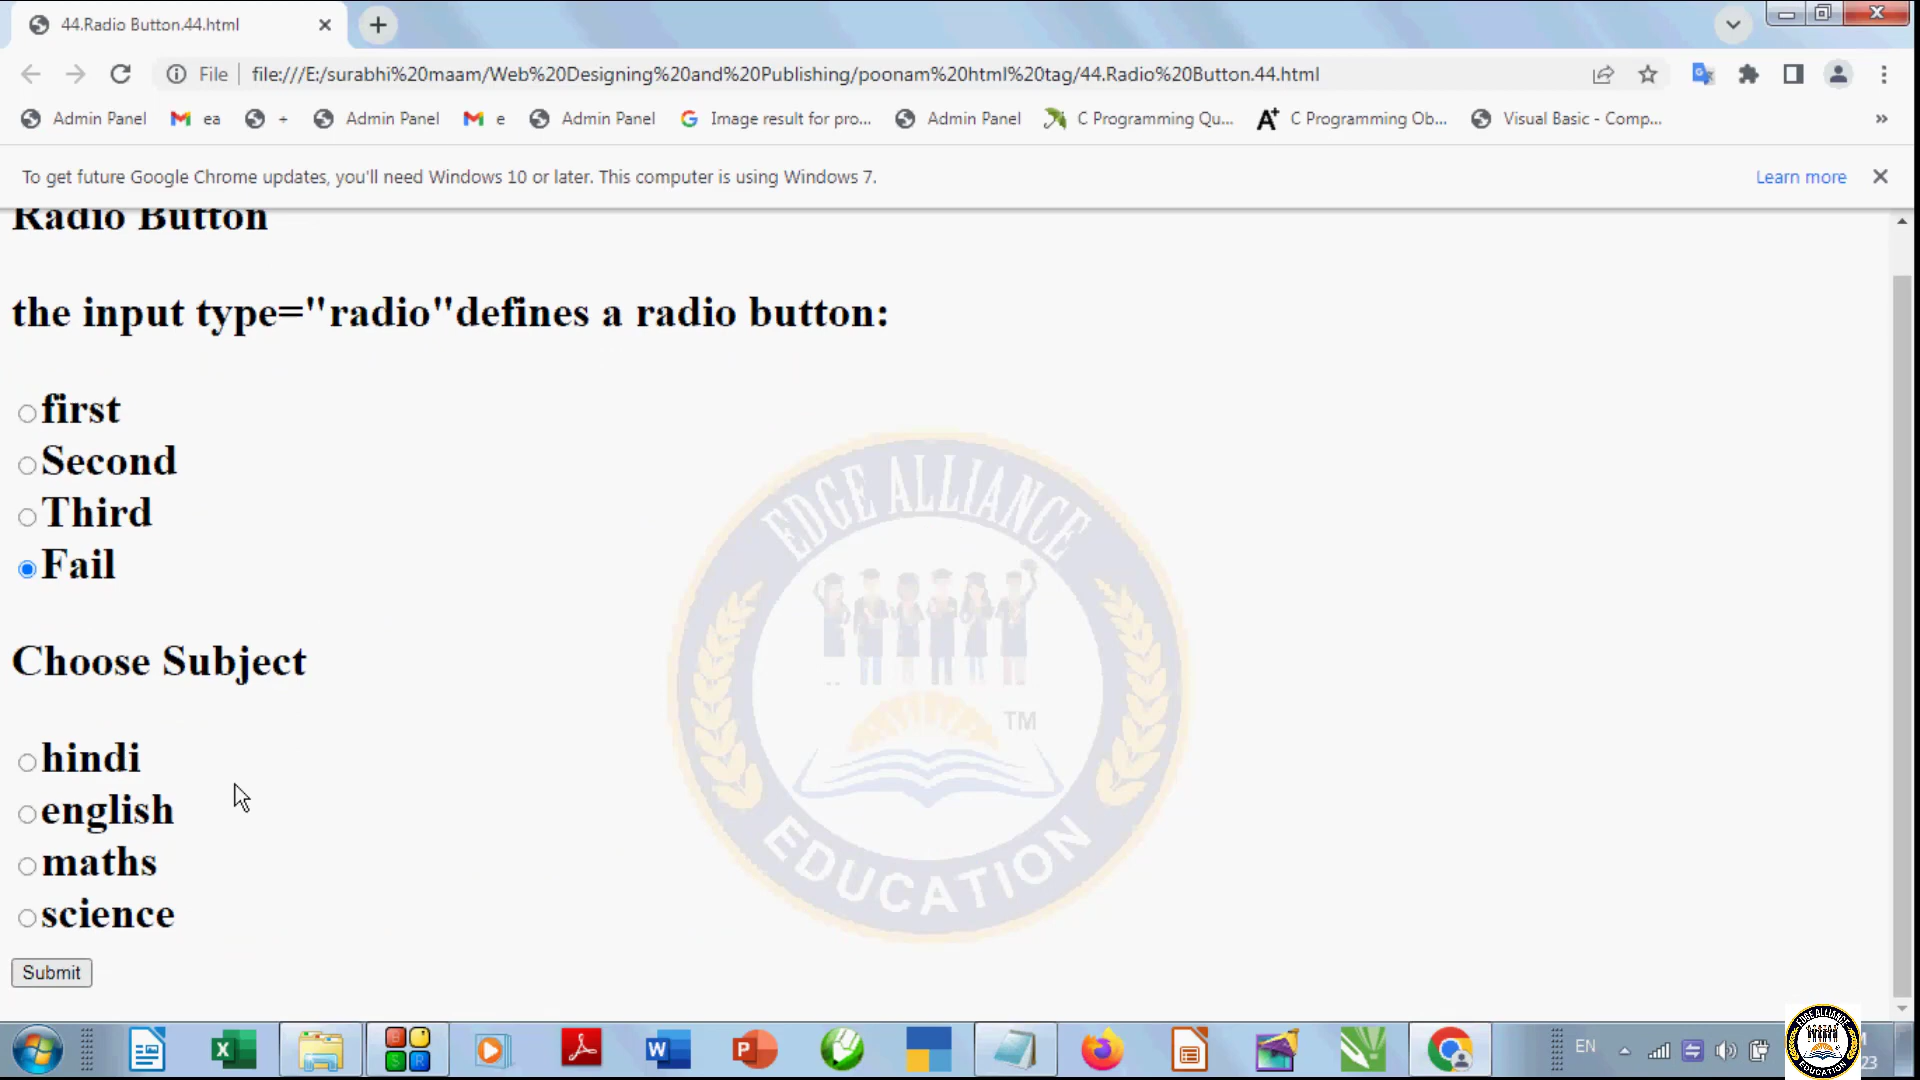 44.Radio Button.44.html
File
file:///E:/surabhi%20maam/Web%20Designing%20and%20Publishing/poonam%20html%20tag/44.Radio%20Button.44.html
Admin Panel ea + Admin Panel e Admin Panel Image result for pro... Admin Panel C Programming Qu... C Programming Ob... Visual Basic - Comp... »
To get future Google Chrome updates, you'll need Windows 10 or later. This computer is using Windows 7. Learn more
Radio Button
the input type="radio"defines a radio button:
first
Second
Third
Fail
Choose Subject
hindi
english
maths
science
Submit
EDGE ALLIANCE
TM
EDUCATION
EN
EDGE ALLIANCE
EDUCATION